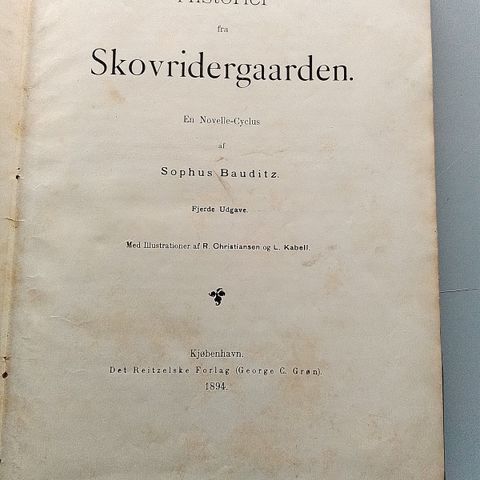 Historier
fra
Skovridergaarden.
En Novelle-Cyclus
af
Sophus Bauditz.
Fjerde Udgave.
Med Illustrationer af R. Christiansen og L. Kabell.
Kjøbenhavn.
Det Reitzelske Forlag (George C. Grøn).
1894.